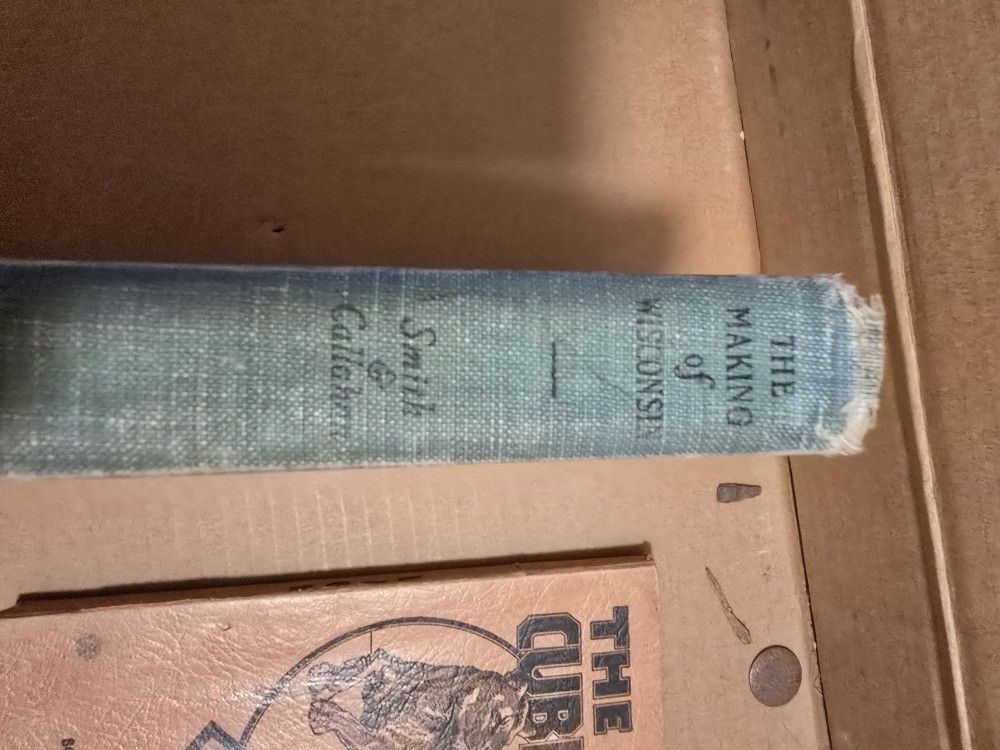 THE
MAKING
of
WISCONSIN
Smith
&
Callahan
THE